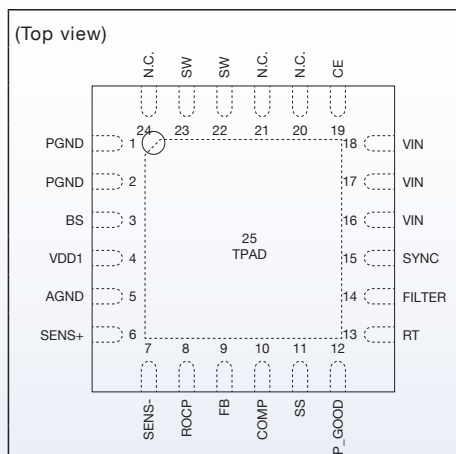 (Top view)
N.C. SW SW N.C. N.C. CE
24 23 22 21 20 19
PGND 1 18 VIN
PGND 2 17 VIN
BS 3 16 VIN
25
TPAD
VDD1 4 15 SYNC
AGND 5 14 FILTER
SENS+ 6 13 RT
7 8 9 10 11 12
SENS- ROCP FB COMP SS P_GOOD